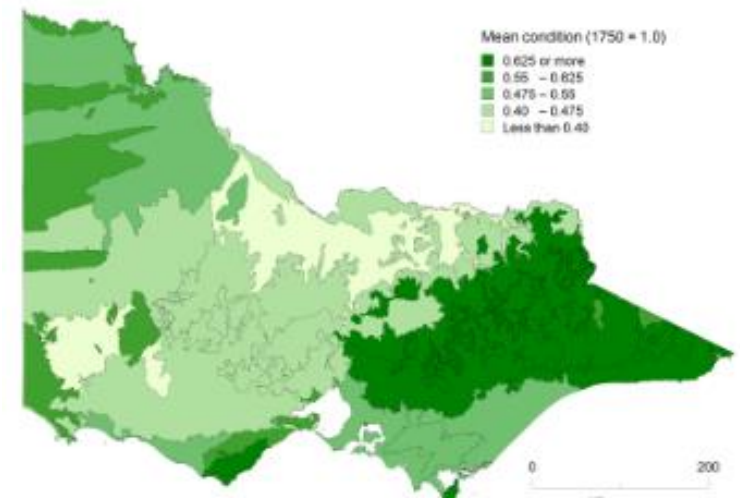 Mean condition (1750 = 1.0)
0.625 or more
0.55 – 0.625
0.475 – 0.55
0.40 – 0.475
Less than 0.40
0 200